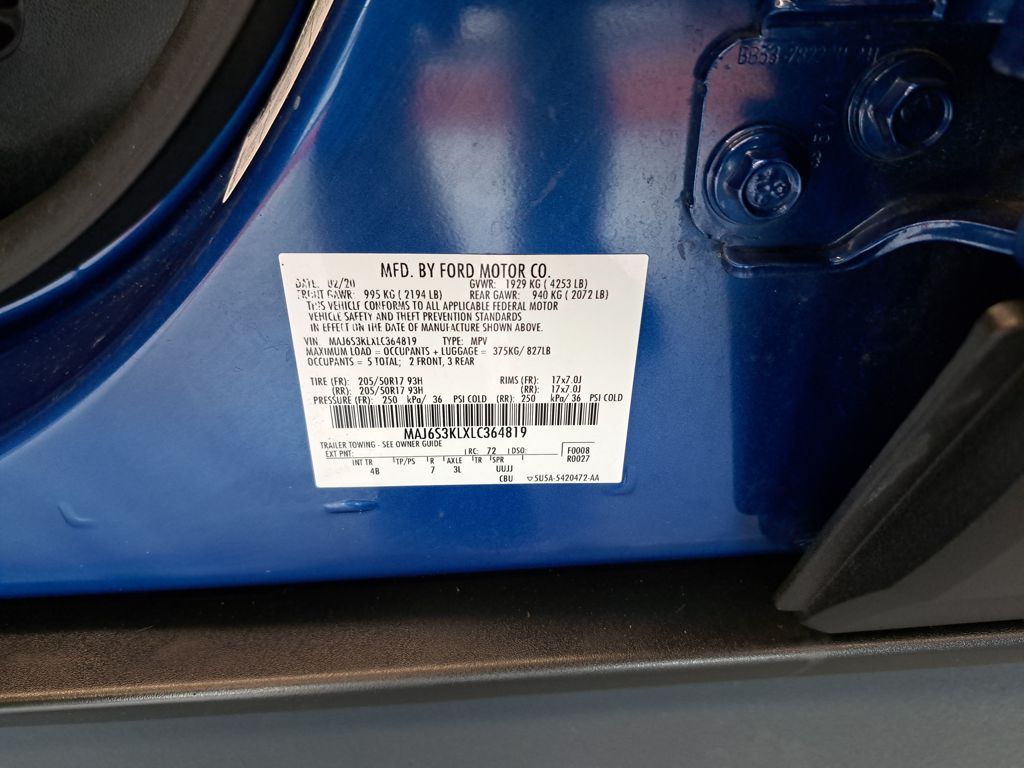 MFD. BY FORD MOTOR CO.
DATE: 02/20 GVWR: 1929 KG ( 4253 LB)
FRONT GAWR: 995 KG ( 2194 LB) REAR GAWR: 940 KG ( 2072 LB)
THIS VEHICLE CONFORMS TO ALL APPLICABLE FEDERAL MOTOR
VEHICLE SAFETY AND THEFT PREVENTION STANDARDS
IN EFFECT ON THE DATE OF MANUFACTURE SHOWN ABOVE.
VIN MAJ6S3KLXLC364819 TYPE: MPV
MAXIMUM LOAD = OCCUPANTS + LUGGAGE = 375KG/ 827LB
OCCUPANTS = 5 TOTAL; 2 FRONT, 3 REAR
TIRE (FR): 205/50R17 93H RIMS (FR): 17x7.0J
(RR): 205/50R17 93H (RR): 17x7.0J
PRESSURE (FR): 250 kPa/ 36 PSI COLD (RR): 250 kPa/ 36 PSI COLD
MAJ6S3KLXLC364819
TRAILER TOWING - SEE OWNER GUIDE
EXT PNT: RC: 72 DSO: F0008
R0027
INT TR TP/PS R AXLE TR SPR UUJJ
4B 7 3L
CBU 5U5A-5420472-AA